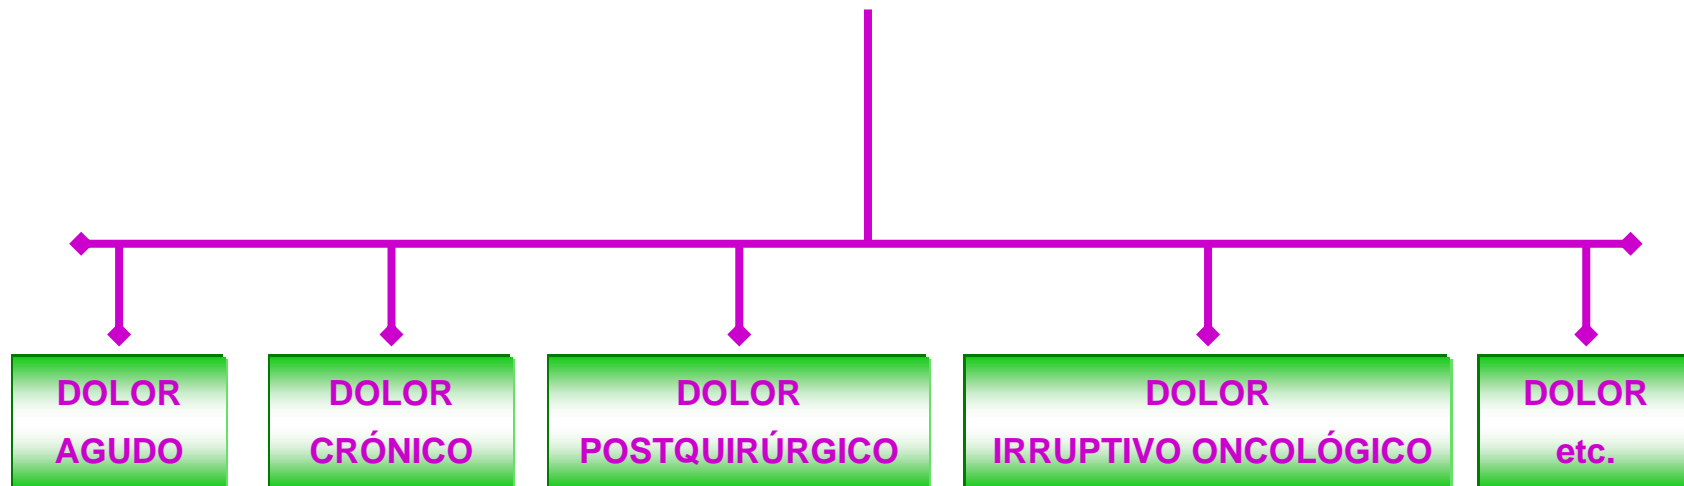 DOLOR
AGUDO
DOLOR
CRÓNICO
DOLOR
POSTQUIRÚRGICO
DOLOR
IRRUPTIVO ONCOLÓGICO
DOLOR
etc.